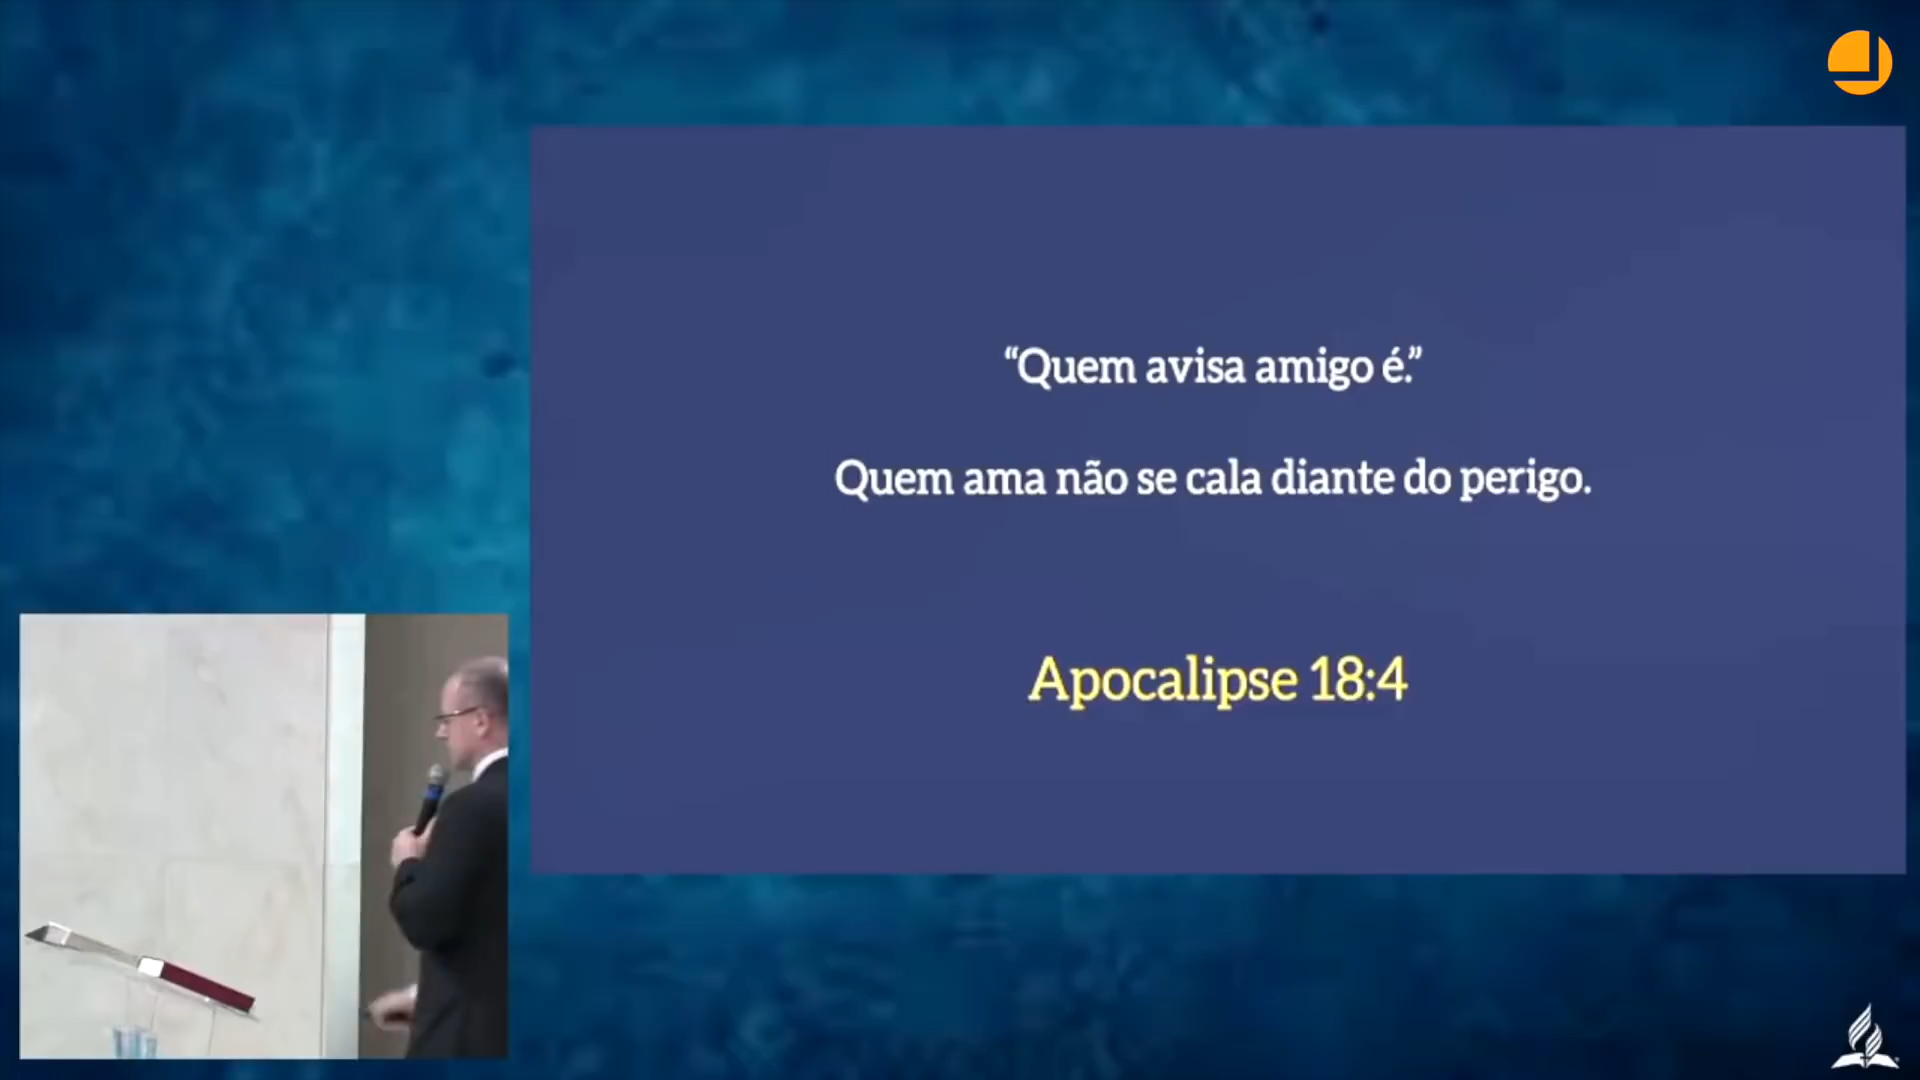 “Quem avisa amigo é.”
Quem ama não se cala diante do perigo.
Apocalipse 18:4